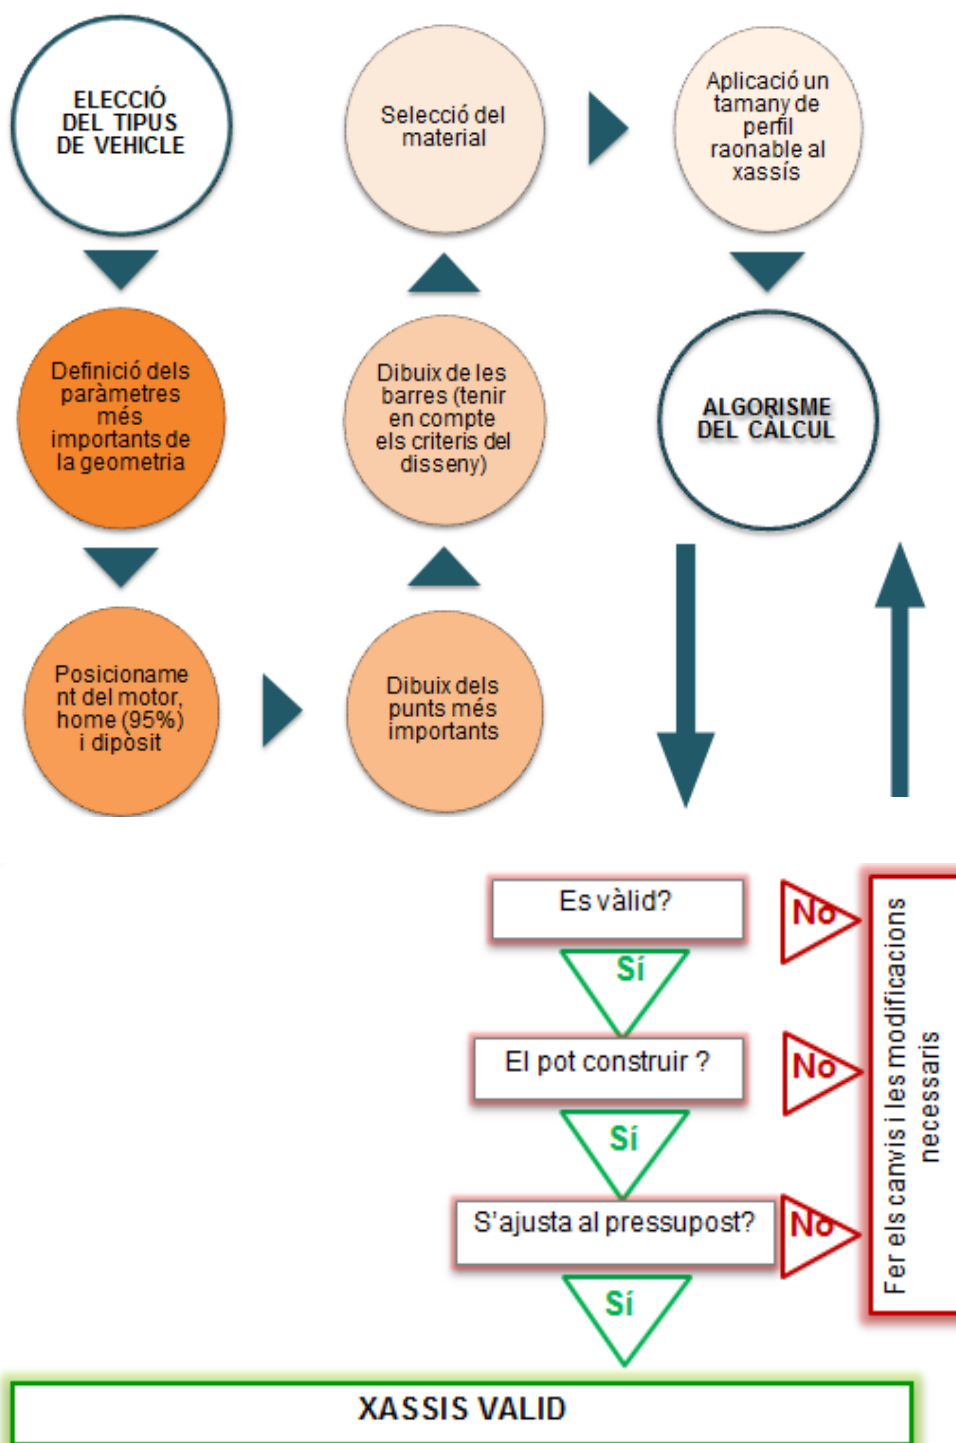 ELECCIÓ
DEL TIPUS
DE VEHICLE
Definició dels
paràmetres
més
importants de
la geometria
Posicioname
nt del motor,
home (95%)
i dipòsit
Dibuix dels
punts més
importants
Dibuix de les
barres (tenir
en compte
els criteris del
disseny)
Selecció del
material
Aplicació un
tamany de
perfil
raonable al
xassís
ALGORISME
DEL CÀLCUL
Es vàlid?
No
Sí
El pot construir ?
No
Sí
S'ajusta al pressupost?
No
Sí
Fer els canvis i les modificacions
necessaris
XASSIS VALID